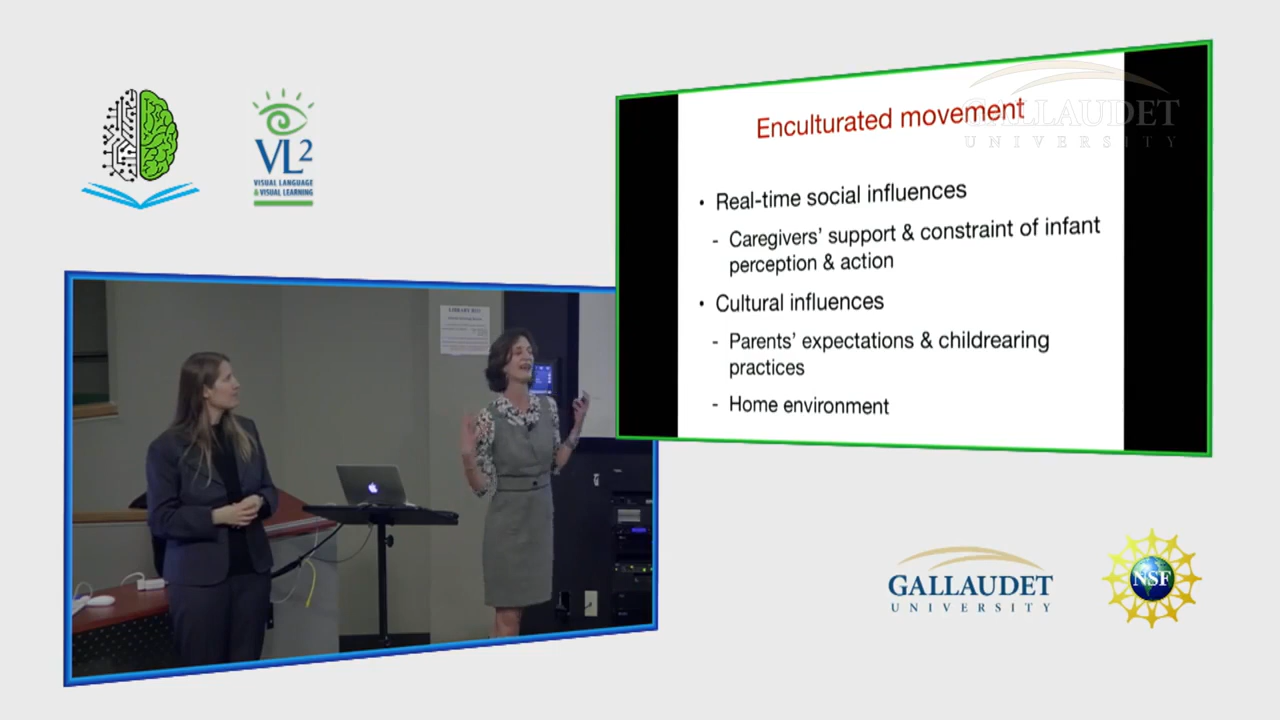 VL2
VISUAL LANGUAGE
& VISUAL LEARNING
GALLAUDET
UNIVERSITY
Enculturated movement
• Real-time social influences
- Caregivers' support & constraint of infant
perception & action
• Cultural influences
- Parents' expectations & childrearing
practices
- Home environment
GALLAUDET
UNIVERSITY
NSF